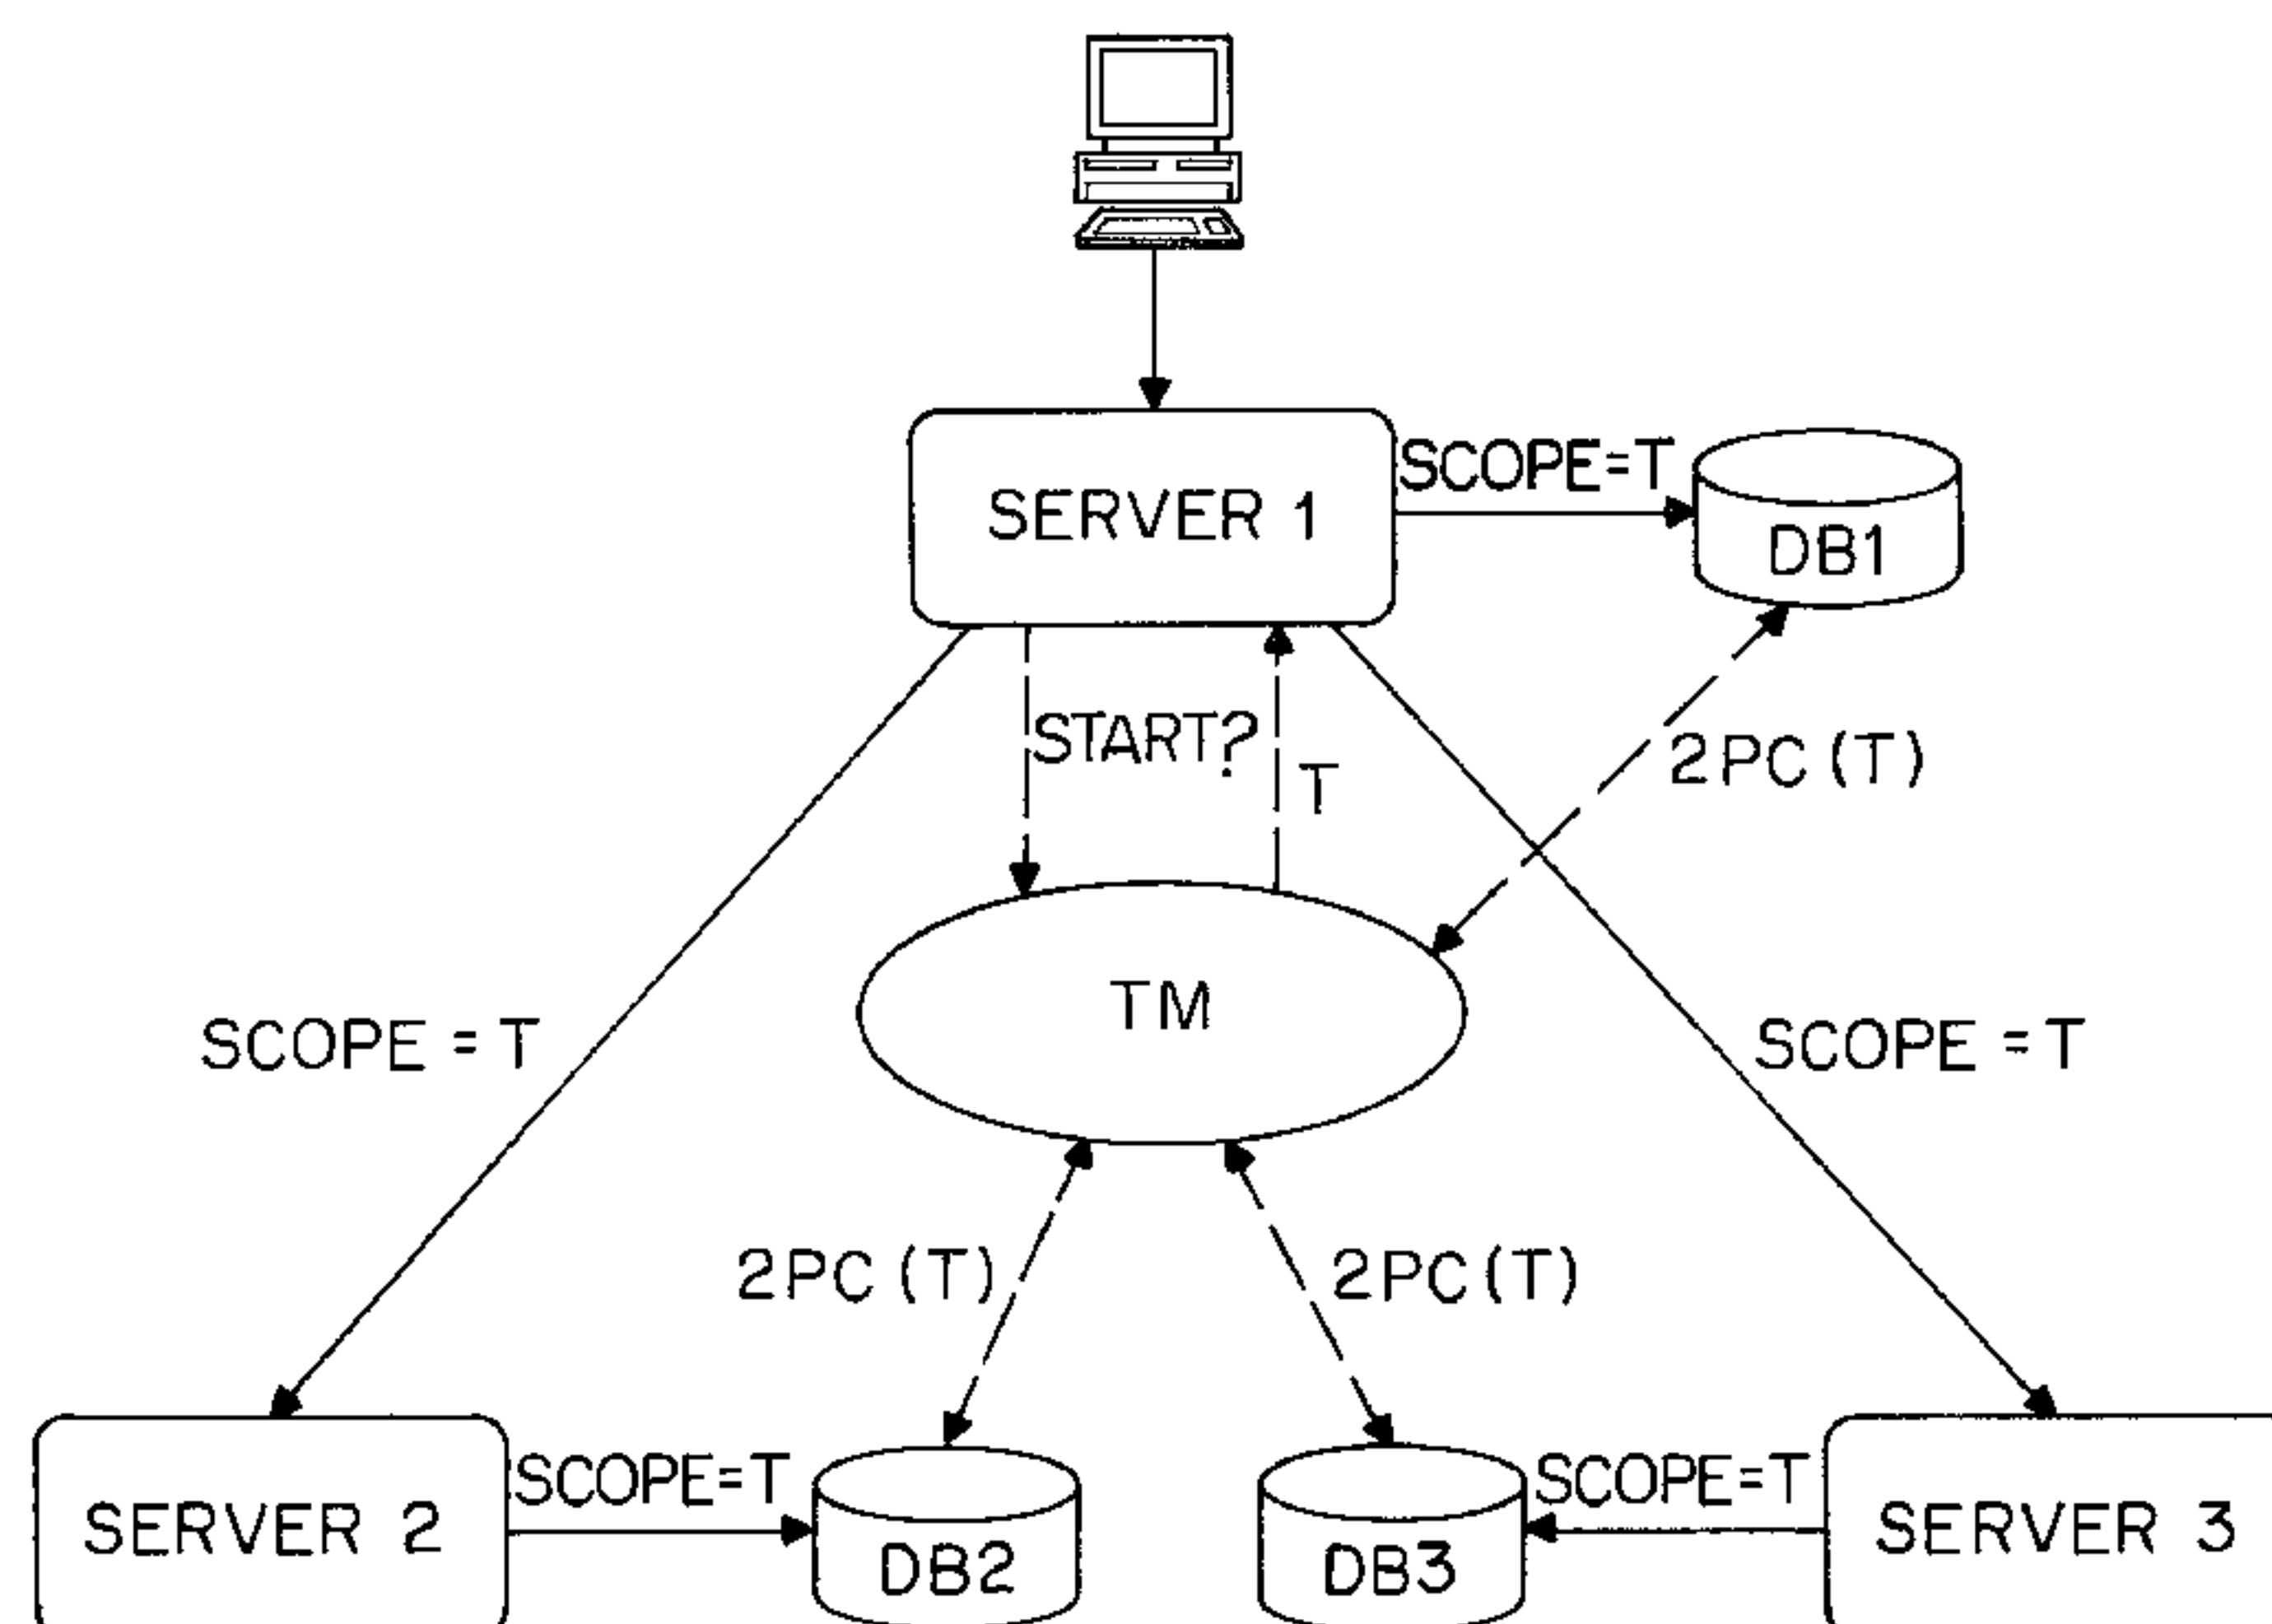 SCOPE=T
SERVER 1
DB1
START?
T
2PC (T)
TM
SCOPE = T
SCOPE = T
2PC (T)
2PC (T)
SCOPE=T
SCOPE=T
SERVER 2
DB2
DB3
SERVER 3